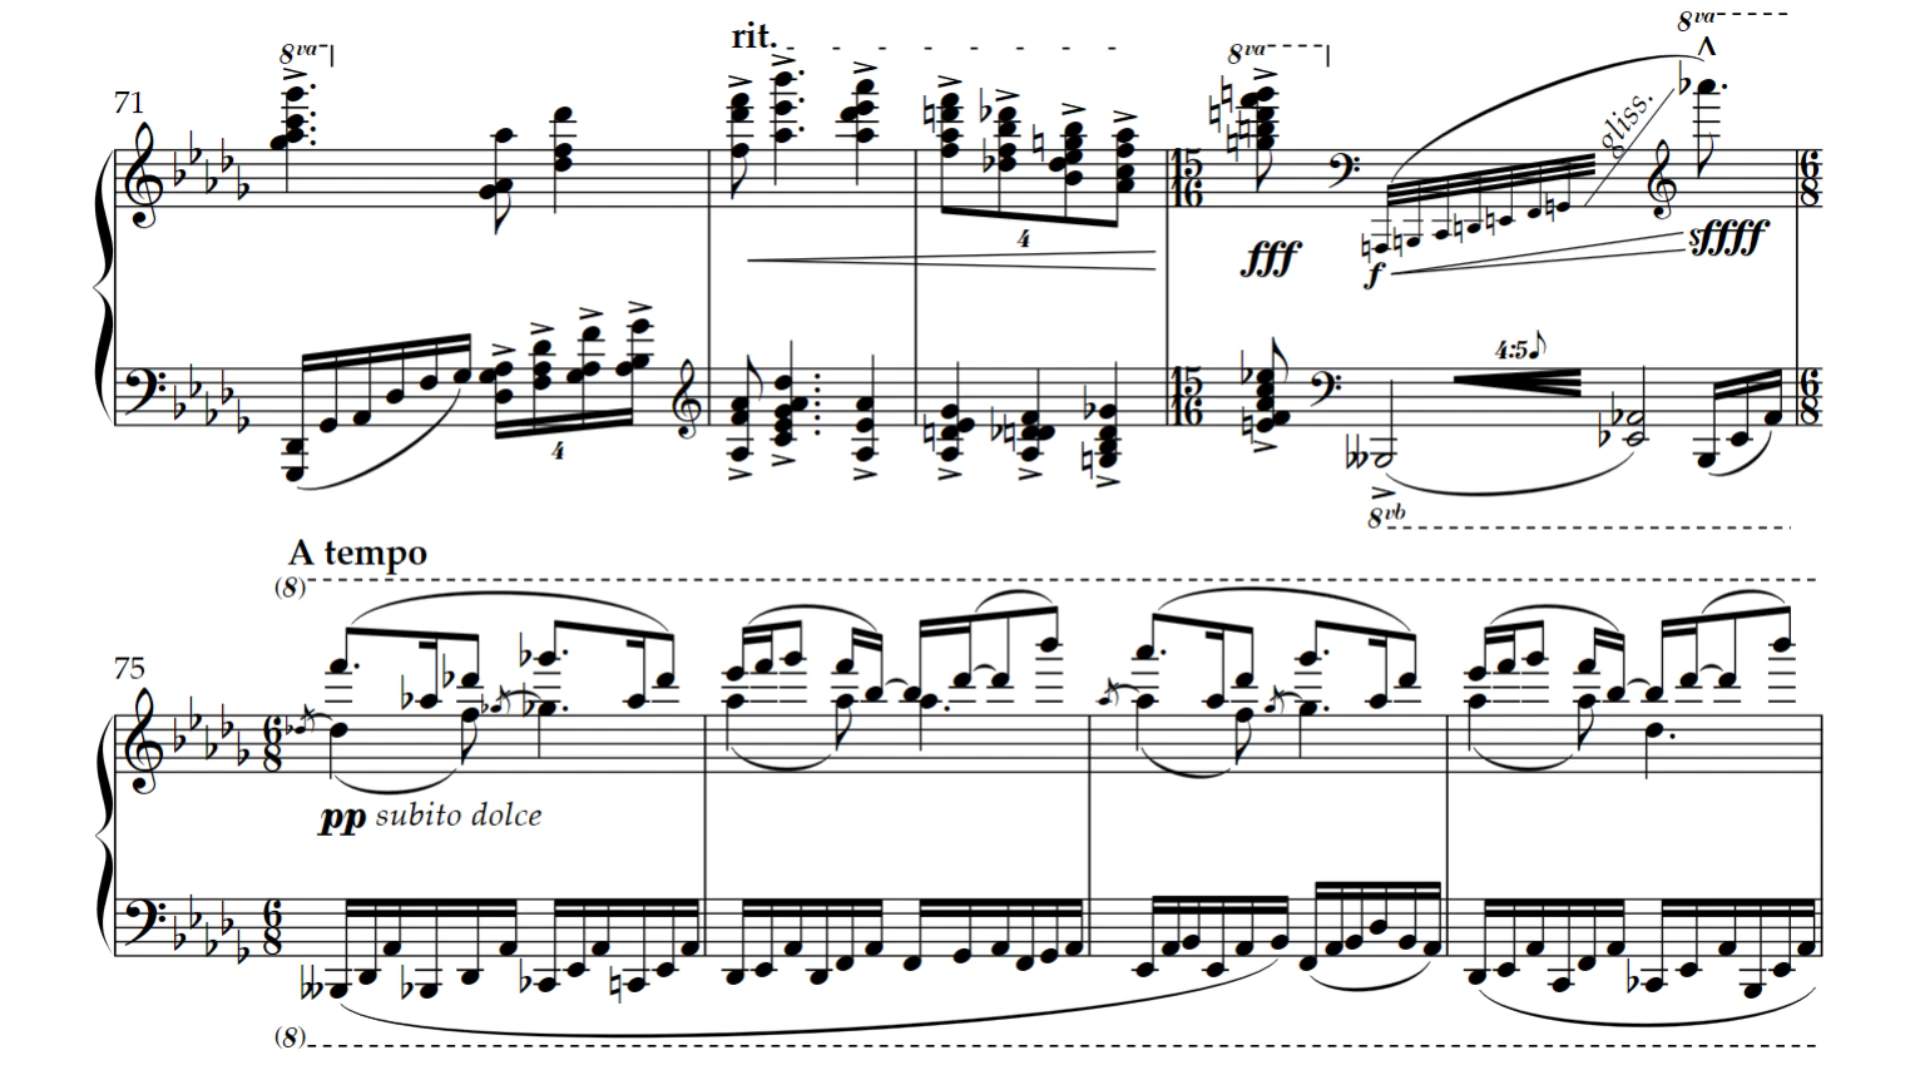 8va
rit.
8va
8va
71
gliss.
15
16
6
8
4
fff
f
sffff
4
4:5
15
16
6
8
8vb
A tempo
(8)
75
6
8
pp subito dolce
6
8
(8)